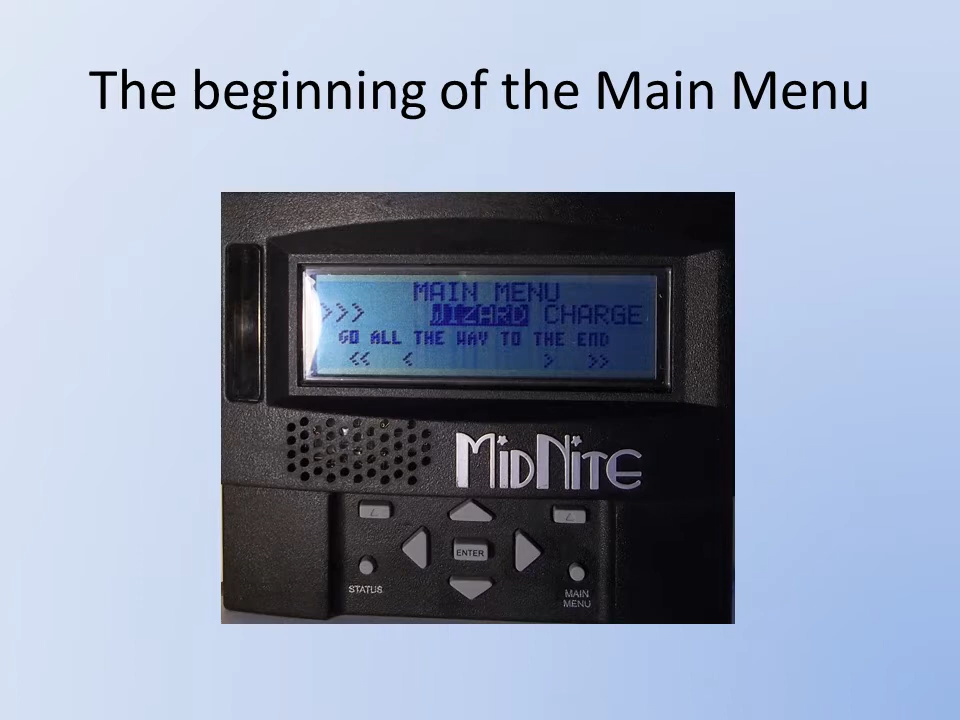 The beginning of the Main Menu
MAIN MENU
>>> WIZARD CHARGE
GO ALL THE WAY TO THE END
<< < > >>
MIDNITE
ENTER
STATUS
MAIN
MENU